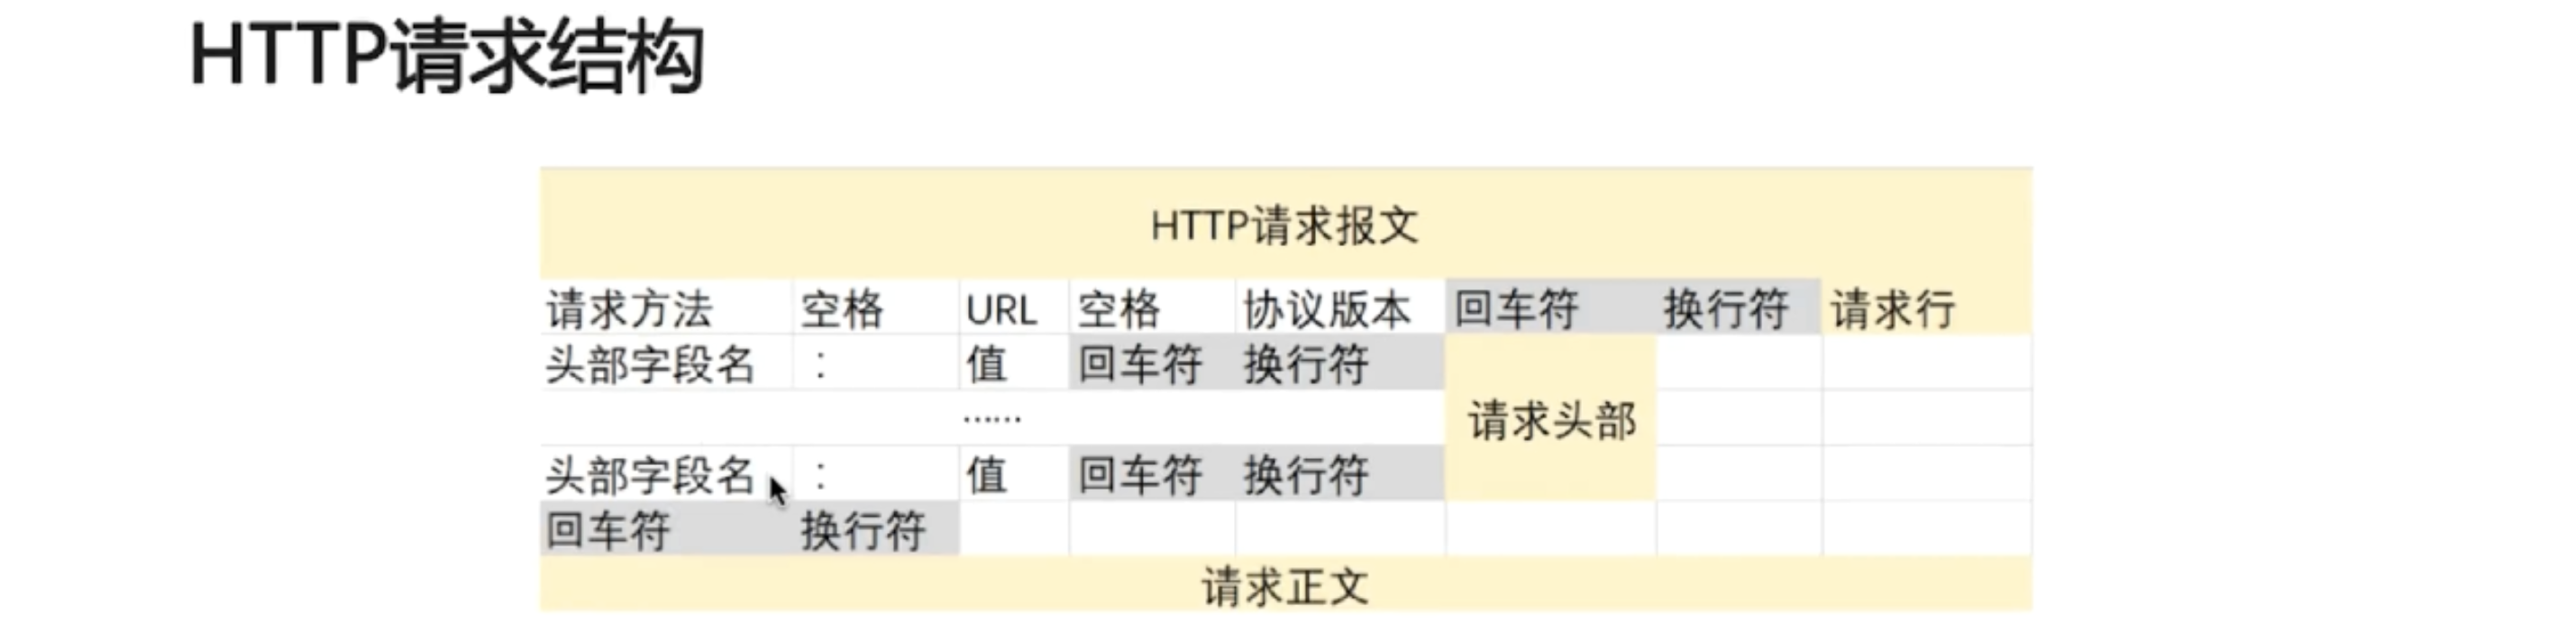 HTTP请求结构
HTTP请求报文
请求方法 空格 URL 空格 协议版本 回车符 换行符 请求行
头部字段名 : 值 回车符 换行符
……
请求头部
头部字段名 : 值 回车符 换行符
回车符 换行符
请求正文